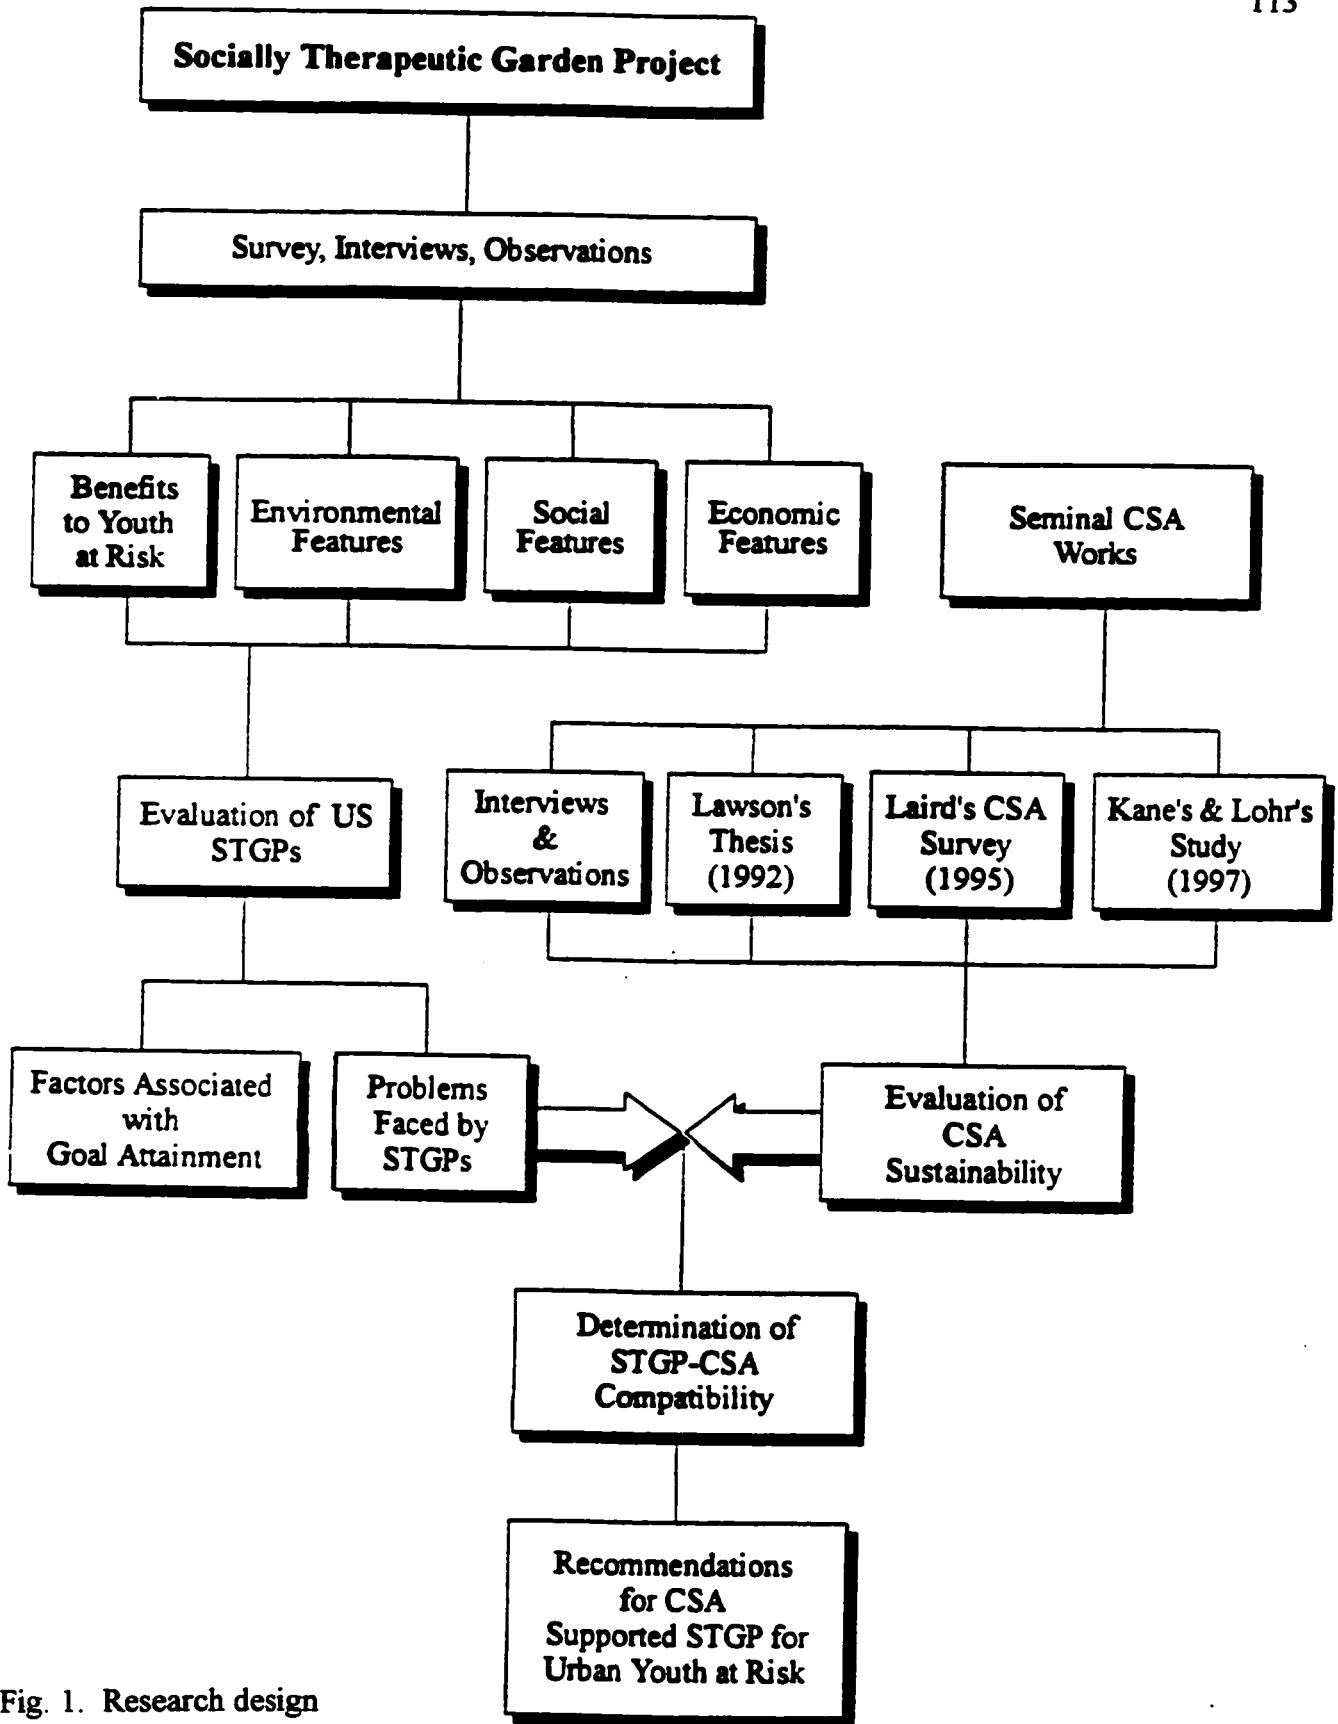 113
Socially Therapeutic Garden Project
Survey, Interviews, Observations
Benefits
to Youth
at Risk
Environmental
Features
Social
Features
Economic
Features
Seminal CSA
Works
Evaluation of US
STGPs
Interviews
&
Observations
Lawson's
Thesis
(1992)
Laird's CSA
Survey
(1995)
Kane's & Lohr's
Study
(1997)
Factors Associated
with
Goal Attainment
Problems
Faced by
STGPs
Evaluation of
CSA
Sustainability
Determination of
STGP-CSA
Compatibility
Recommendations
for CSA
Supported STGP for
Urban Youth at Risk
Fig. 1. Research design